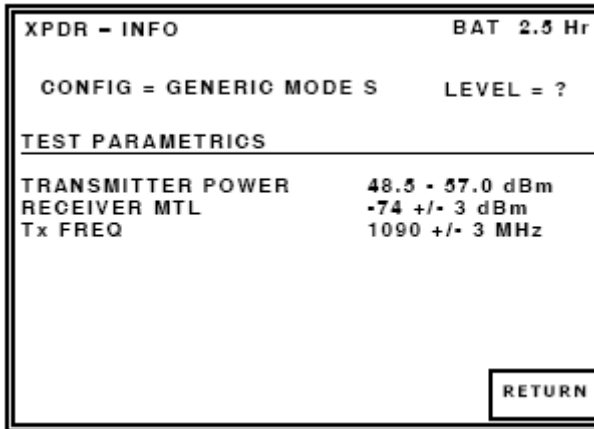 XPDR – INFO BAT 2.5 Hr
CONFIG = GENERIC MODE S LEVEL = ?
TEST PARAMETRICS
TRANSMITTER POWER 48.5 - 57.0 dBm
RECEIVER MTL -74 +/- 3 dBm
Tx FREQ 1090 +/- 3 MHz
RETURN